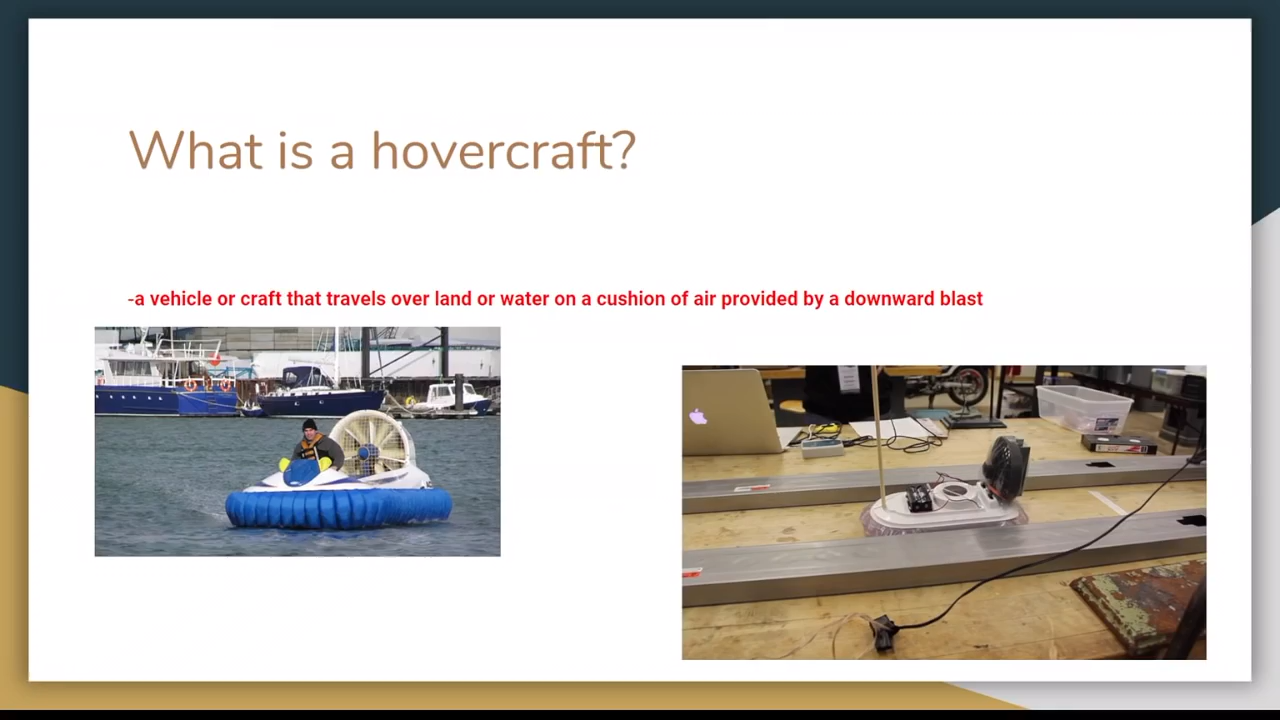 What is a hovercraft?
-a vehicle or craft that travels over land or water on a cushion of air provided by a downward blast